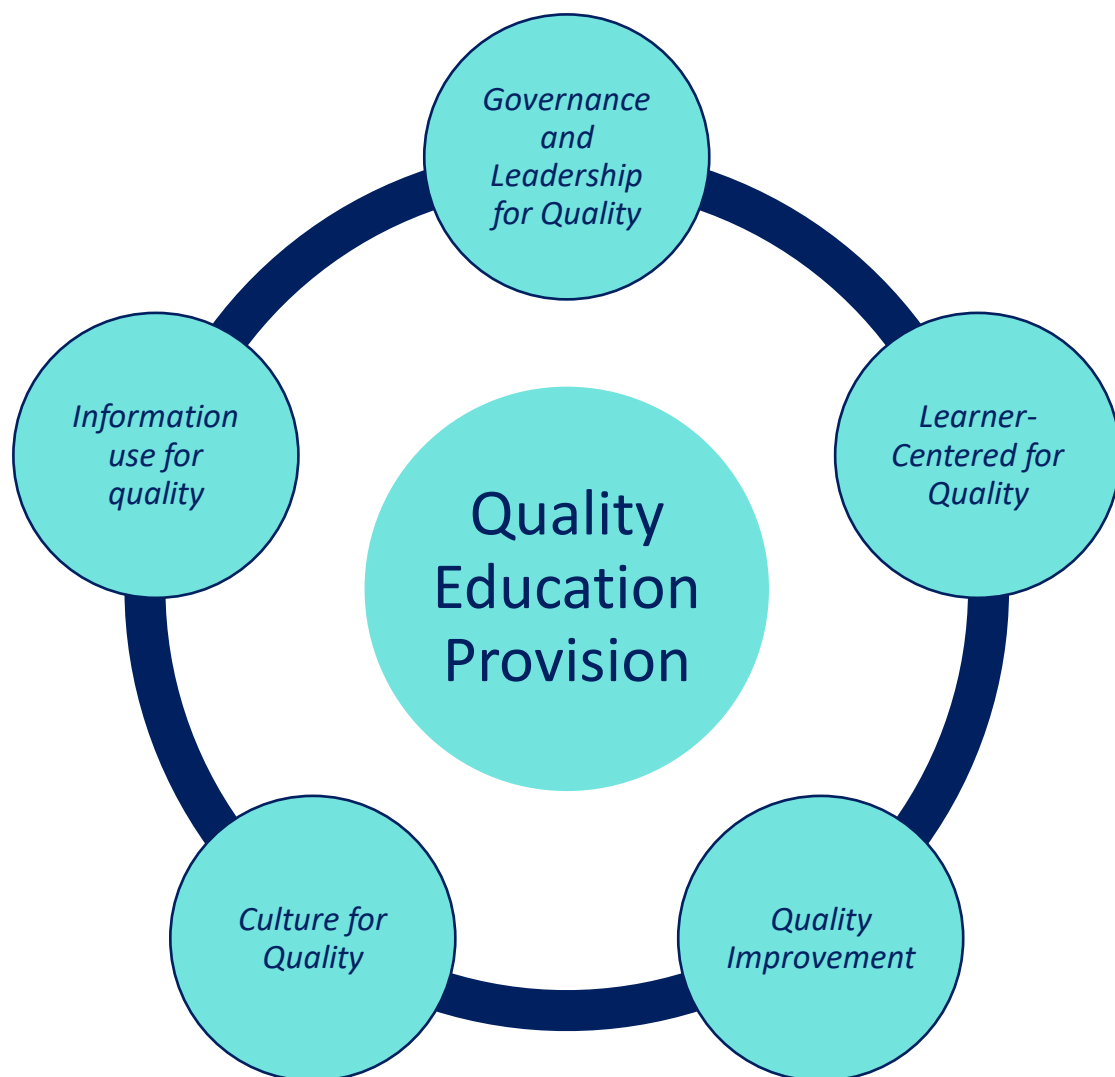 Governance
and
Leadership
for Quality
Information
use for
quality
Learner-
Centered for
Quality
Quality
Education
Provision
Culture for
Quality
Quality
Improvement